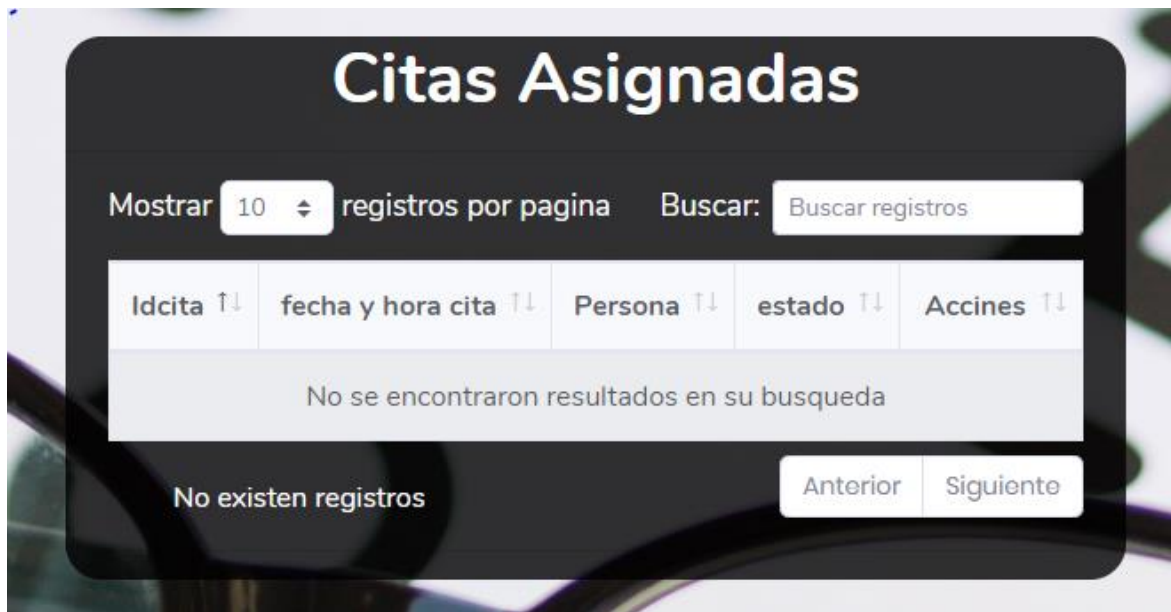 Citas Asignadas
Mostrar 10 registros por pagina Buscar: Buscar registros
Idcita fecha y hora cita Persona estado Accines
No se encontraron resultados en su busqueda
No existen registros Anterior Siguiente